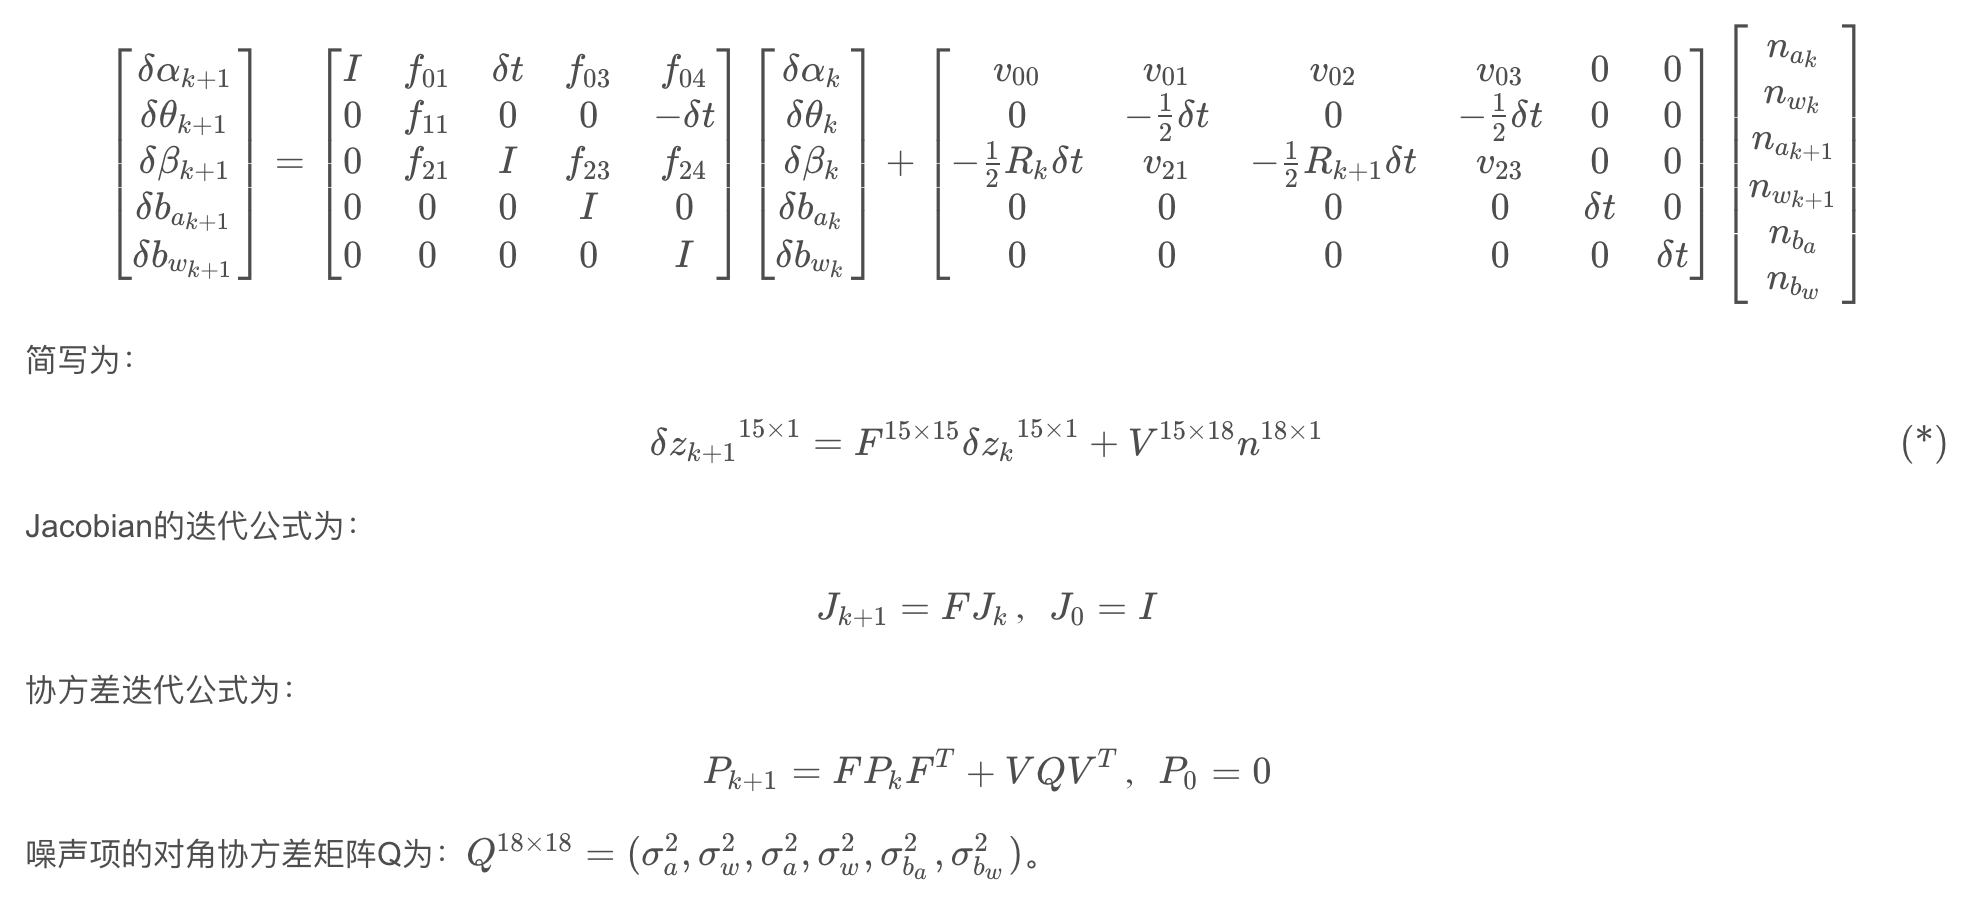 $$\begin{bmatrix} \delta\alpha_{k+1} \\ \delta\theta_{k+1} \\ \delta\beta_{k+1} \\ \delta b_{a_{k+1}} \\ \delta b_{w_{k+1}} \end{bmatrix} = \begin{bmatrix} I & f_{01} & \delta t & f_{03} & f_{04} \\ 0 & f_{11} & 0 & 0 & -\delta t \\ 0 & f_{21} & I & f_{23} & f_{24} \\ 0 & 0 & 0 & I & 0 \\ 0 & 0 & 0 & 0 & I \end{bmatrix} \begin{bmatrix} \delta\alpha_k \\ \delta\theta_k \\ \delta\beta_k \\ \delta b_{a_k} \\ \delta b_{w_k} \end{bmatrix} + \begin{bmatrix} v_{00} & v_{01} & v_{02} & v_{03} & 0 & 0 \\ 0 & -\frac{1}{2}\delta t & 0 & -\frac{1}{2}\delta t & 0 & 0 \\ -\frac{1}{2}R_k\delta t & v_{21} & -\frac{1}{2}R_{k+1}\delta t & v_{23} & 0 & 0 \\ 0 & 0 & 0 & 0 & \delta t & 0 \\ 0 & 0 & 0 & 0 & 0 & \delta t \end{bmatrix} \begin{bmatrix} n_{ak} \\ n_{wk} \\ n_{ak+1} \\ n_{wk+1} \\ n_{b_a} \\ n_{b_w} \end{bmatrix}$$
简写为：
$$\delta {z_{k+1}}^{15\times1} = F^{15\times15}\delta {z_k}^{15\times1} + V^{15\times18}n^{18\times1} \quad (*)$$
Jacobian的迭代公式为：
$$J_{k+1} = FJ_k，J_0 = I$$
协方差迭代公式为：
$$P_{k+1} = FP_kF^T + VQV^T，P_0 = 0$$
噪声项的对角协方差矩阵Q为：$Q^{18\times18} = (\sigma_a^2, \sigma_w^2, \sigma_a^2, \sigma_w^2, \sigma_{b_a}^2, \sigma_{b_w}^2)$。